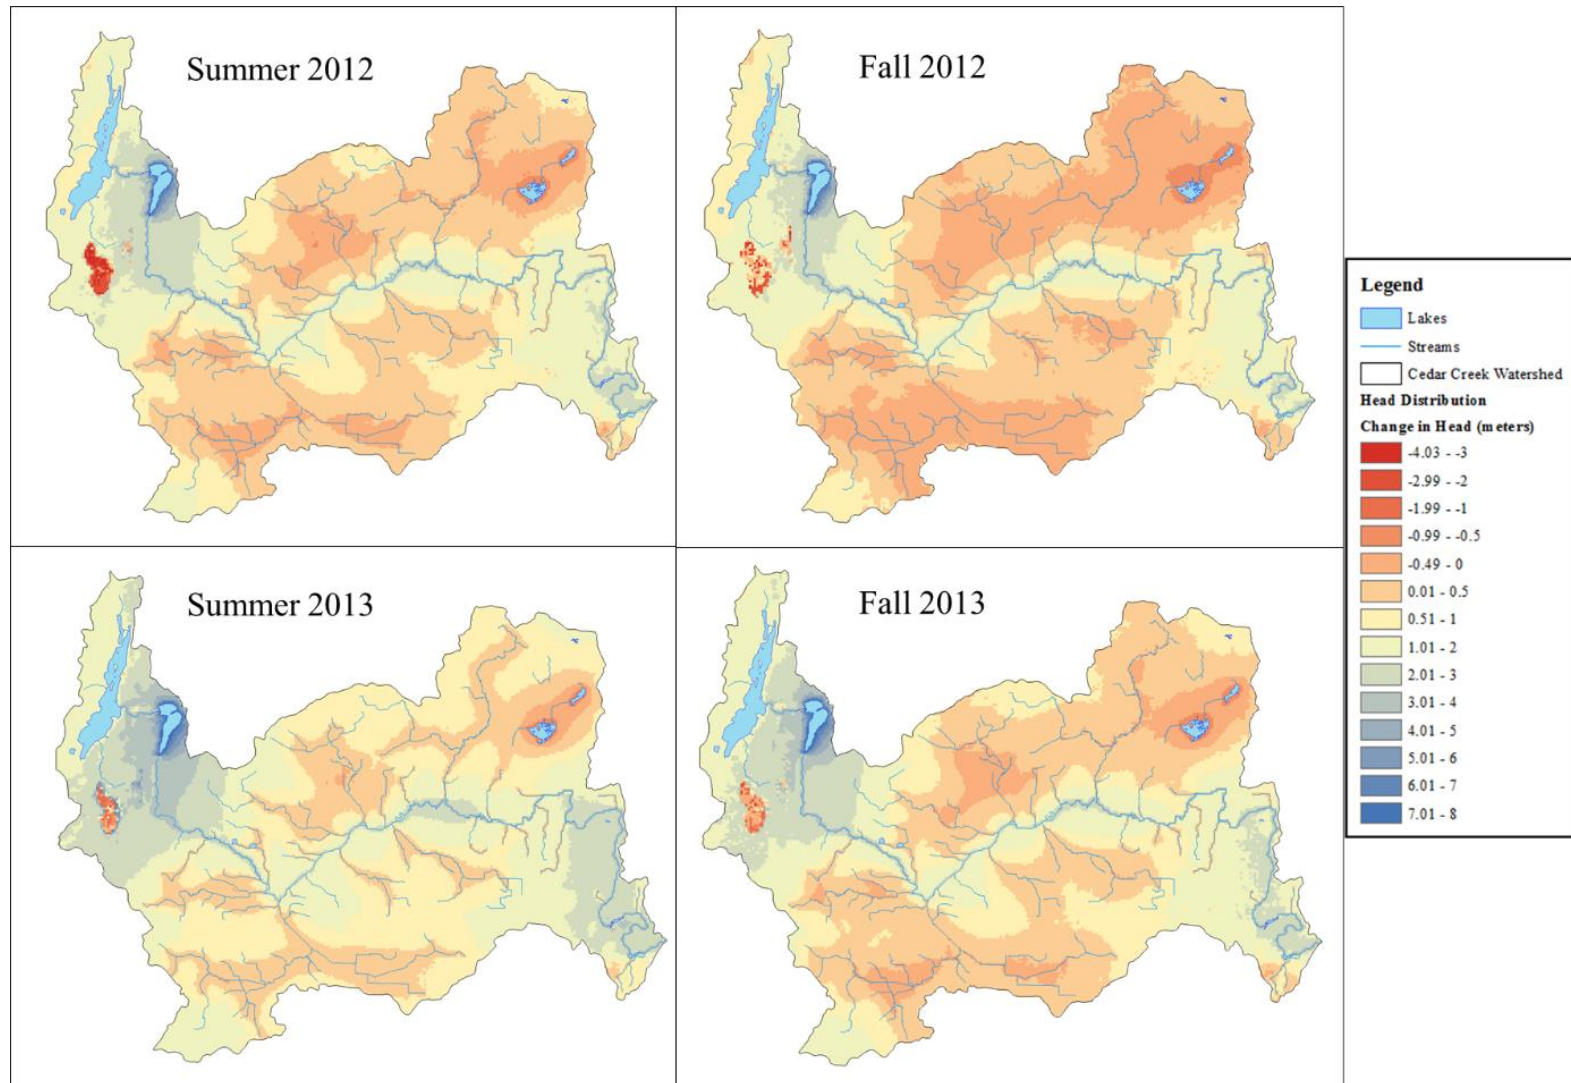 Summer 2012
Fall 2012
Summer 2013
Fall 2013
Legend
Lakes
Streams
Cedar Creek Watershed
Head Distribution
Change in Head (meters)
-4.03 - -3
-2.99 - -2
-1.99 - -1
-0.99 - -0.5
-0.49 - 0
0.01 - 0.5
0.51 - 1
1.01 - 2
2.01 - 3
3.01 - 4
4.01 - 5
5.01 - 6
6.01 - 7
7.01 - 8